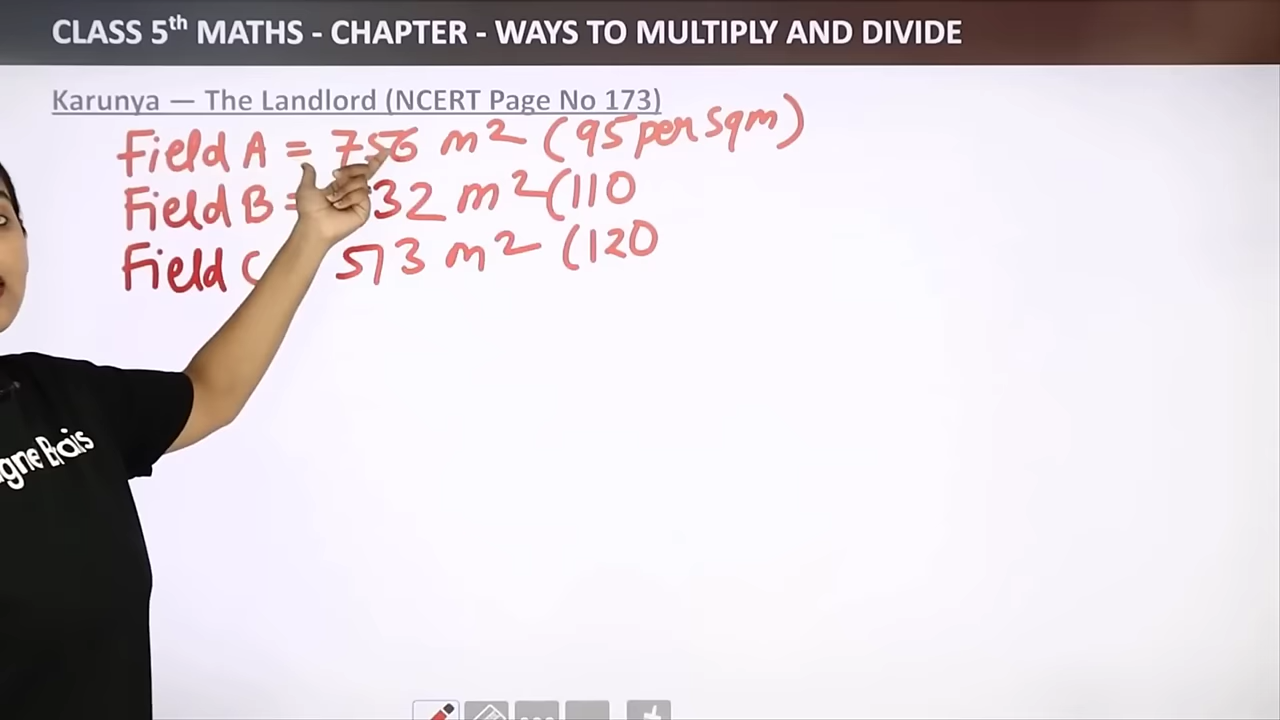 CLASS 5th MATHS - CHAPTER - WAYS TO MULTIPLY AND DIVIDE
Karunya — The Landlord (NCERT Page No 173)
Field A = 756 m² (95 per sqm)
Field B = 32 m² (110
Field C 573 m² (120